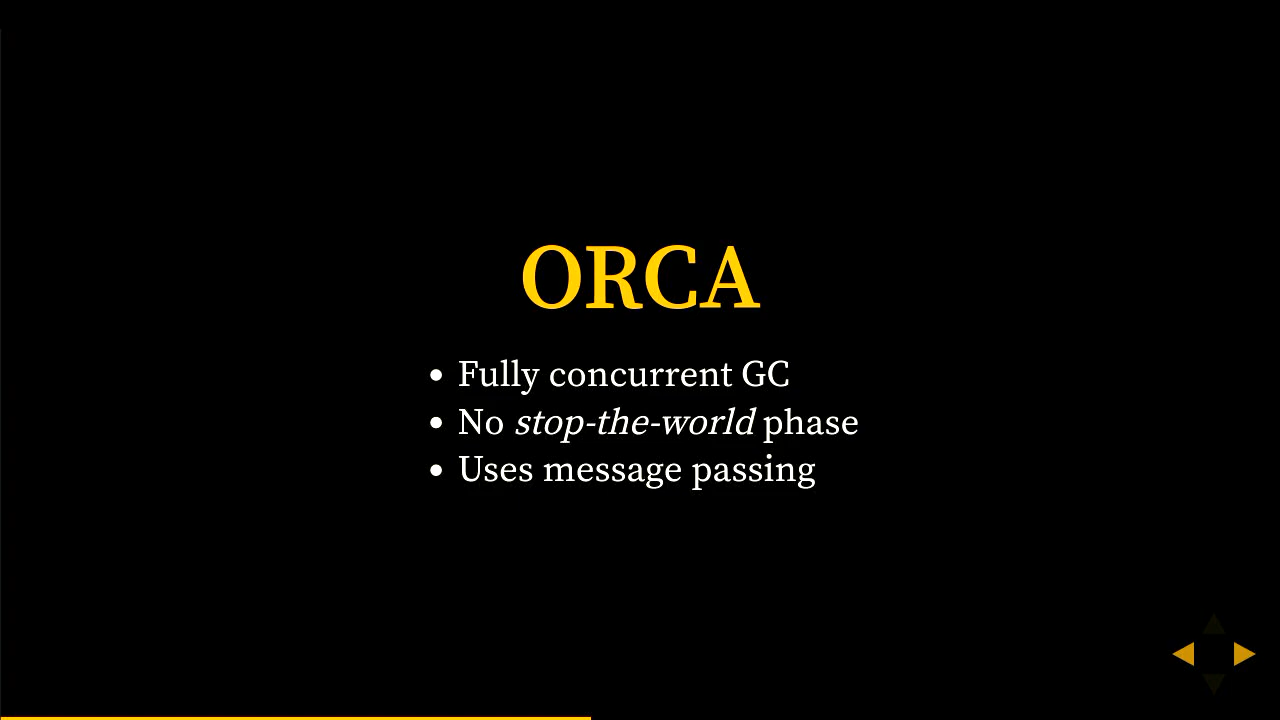 ORCA
• Fully concurrent GC
• No stop-the-world phase
• Uses message passing